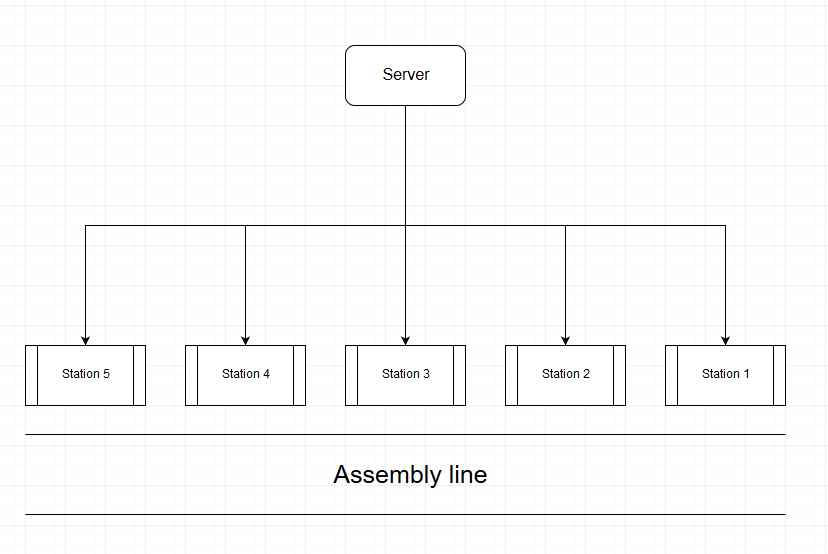 Server
Station 5
Station 4
Station 3
Station 2
Station 1
Assembly line